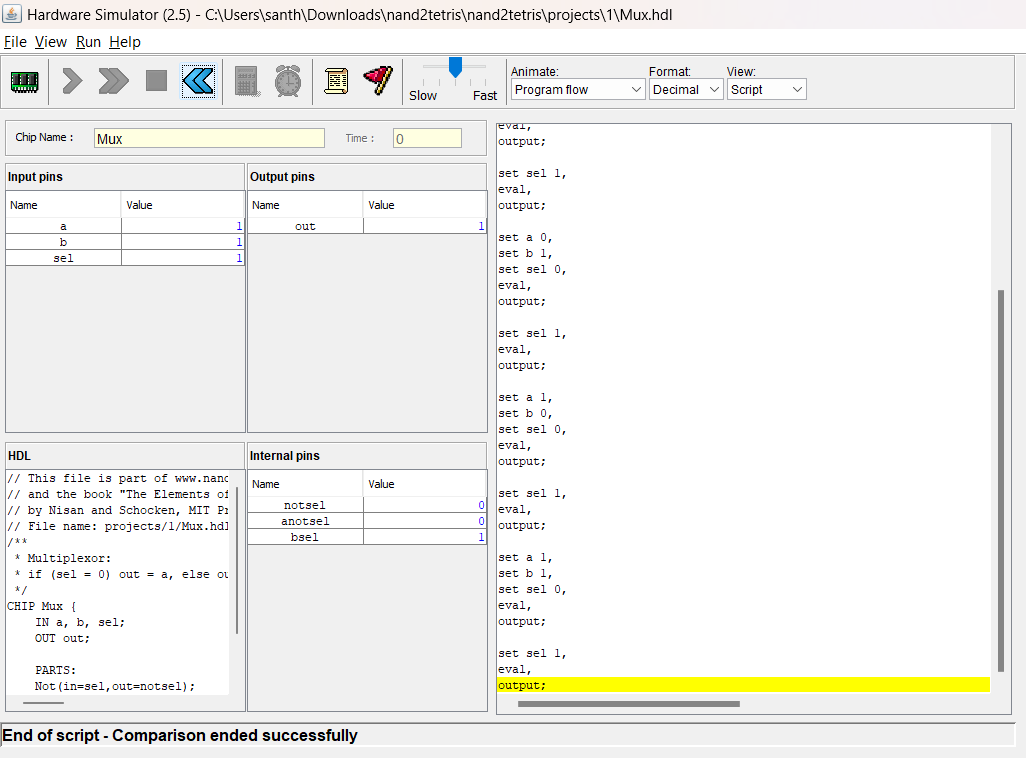 Hardware Simulator (2.5) - C:\Users\santh\Downloads\nand2tetris\nand2tetris\projects\1\Mux.hdl
File View Run Help
Slow Fast
Animate:
Program flow
Format:
Decimal
View:
Script
Chip Name : Mux Time : 0
Input pins
Name Value
a 1
b 1
sel 1
Output pins
Name Value
out 1
HDL
// This file is part of www.nand
// and the book "The Elements of
// by Nisan and Schocken, MIT Pr
// File name: projects/1/Mux.hdl
/**
* Multiplexor:
* if (sel = 0) out = a, else ou
*/
CHIP Mux {
IN a, b, sel;
OUT out;
PARTS:
Not(in=sel,out=notsel);
Internal pins
Name Value
notsel 0
anotsel 0
bsel 1
eval,
output;
set sel 1,
eval,
output;
set a 0,
set b 1,
set sel 0,
eval,
output;
set sel 1,
eval,
output;
set a 1,
set b 0,
set sel 0,
eval,
output;
set sel 1,
eval,
output;
set a 1,
set b 1,
set sel 0,
eval,
output;
set sel 1,
eval,
output;
End of script - Comparison ended successfully